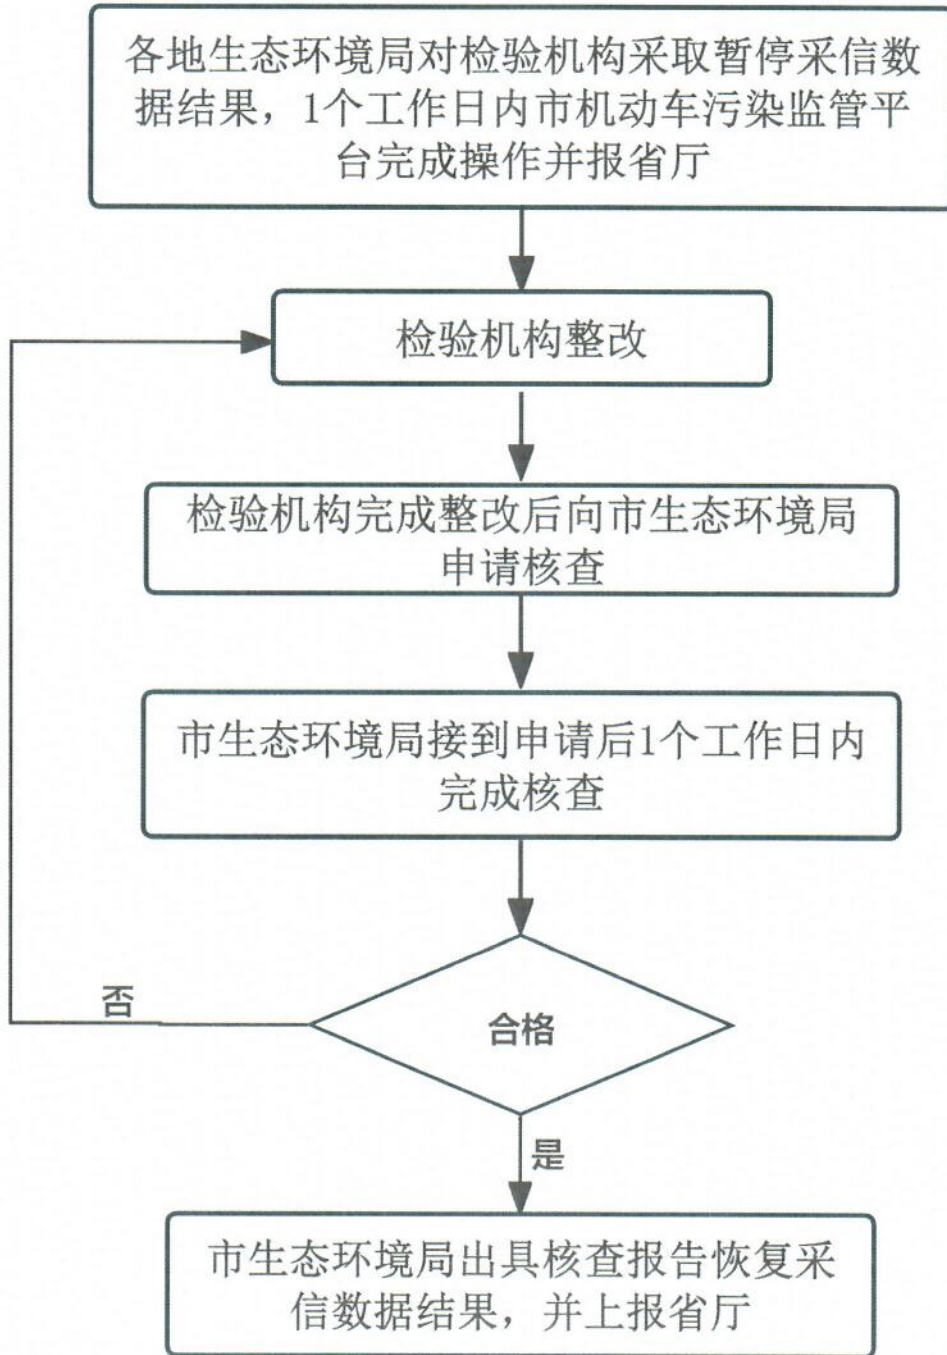 各地生态环境局对检验机构采取暂停采信数
据结果，1个工作日内市机动车污染监管平
台完成操作并报省厅
检验机构整改
检验机构完成整改后向市生态环境局
申请核查
市生态环境局接到申请后1个工作日内
完成核查
否
合格
是
市生态环境局出具核查报告恢复采
信数据结果，并上报省厅